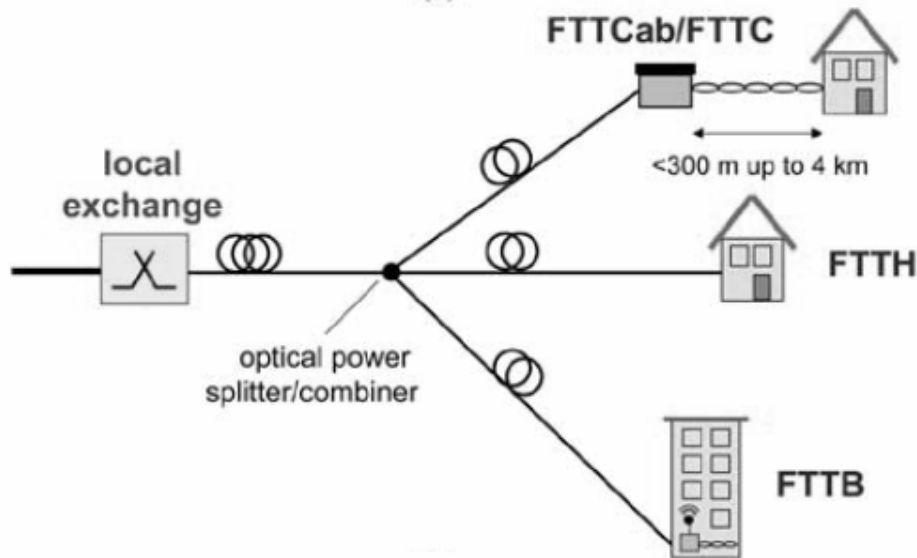 FTTCab/FTTC
<300 m up to 4 km
local
exchange
FTTH
optical power
splitter/combiner
FTTB